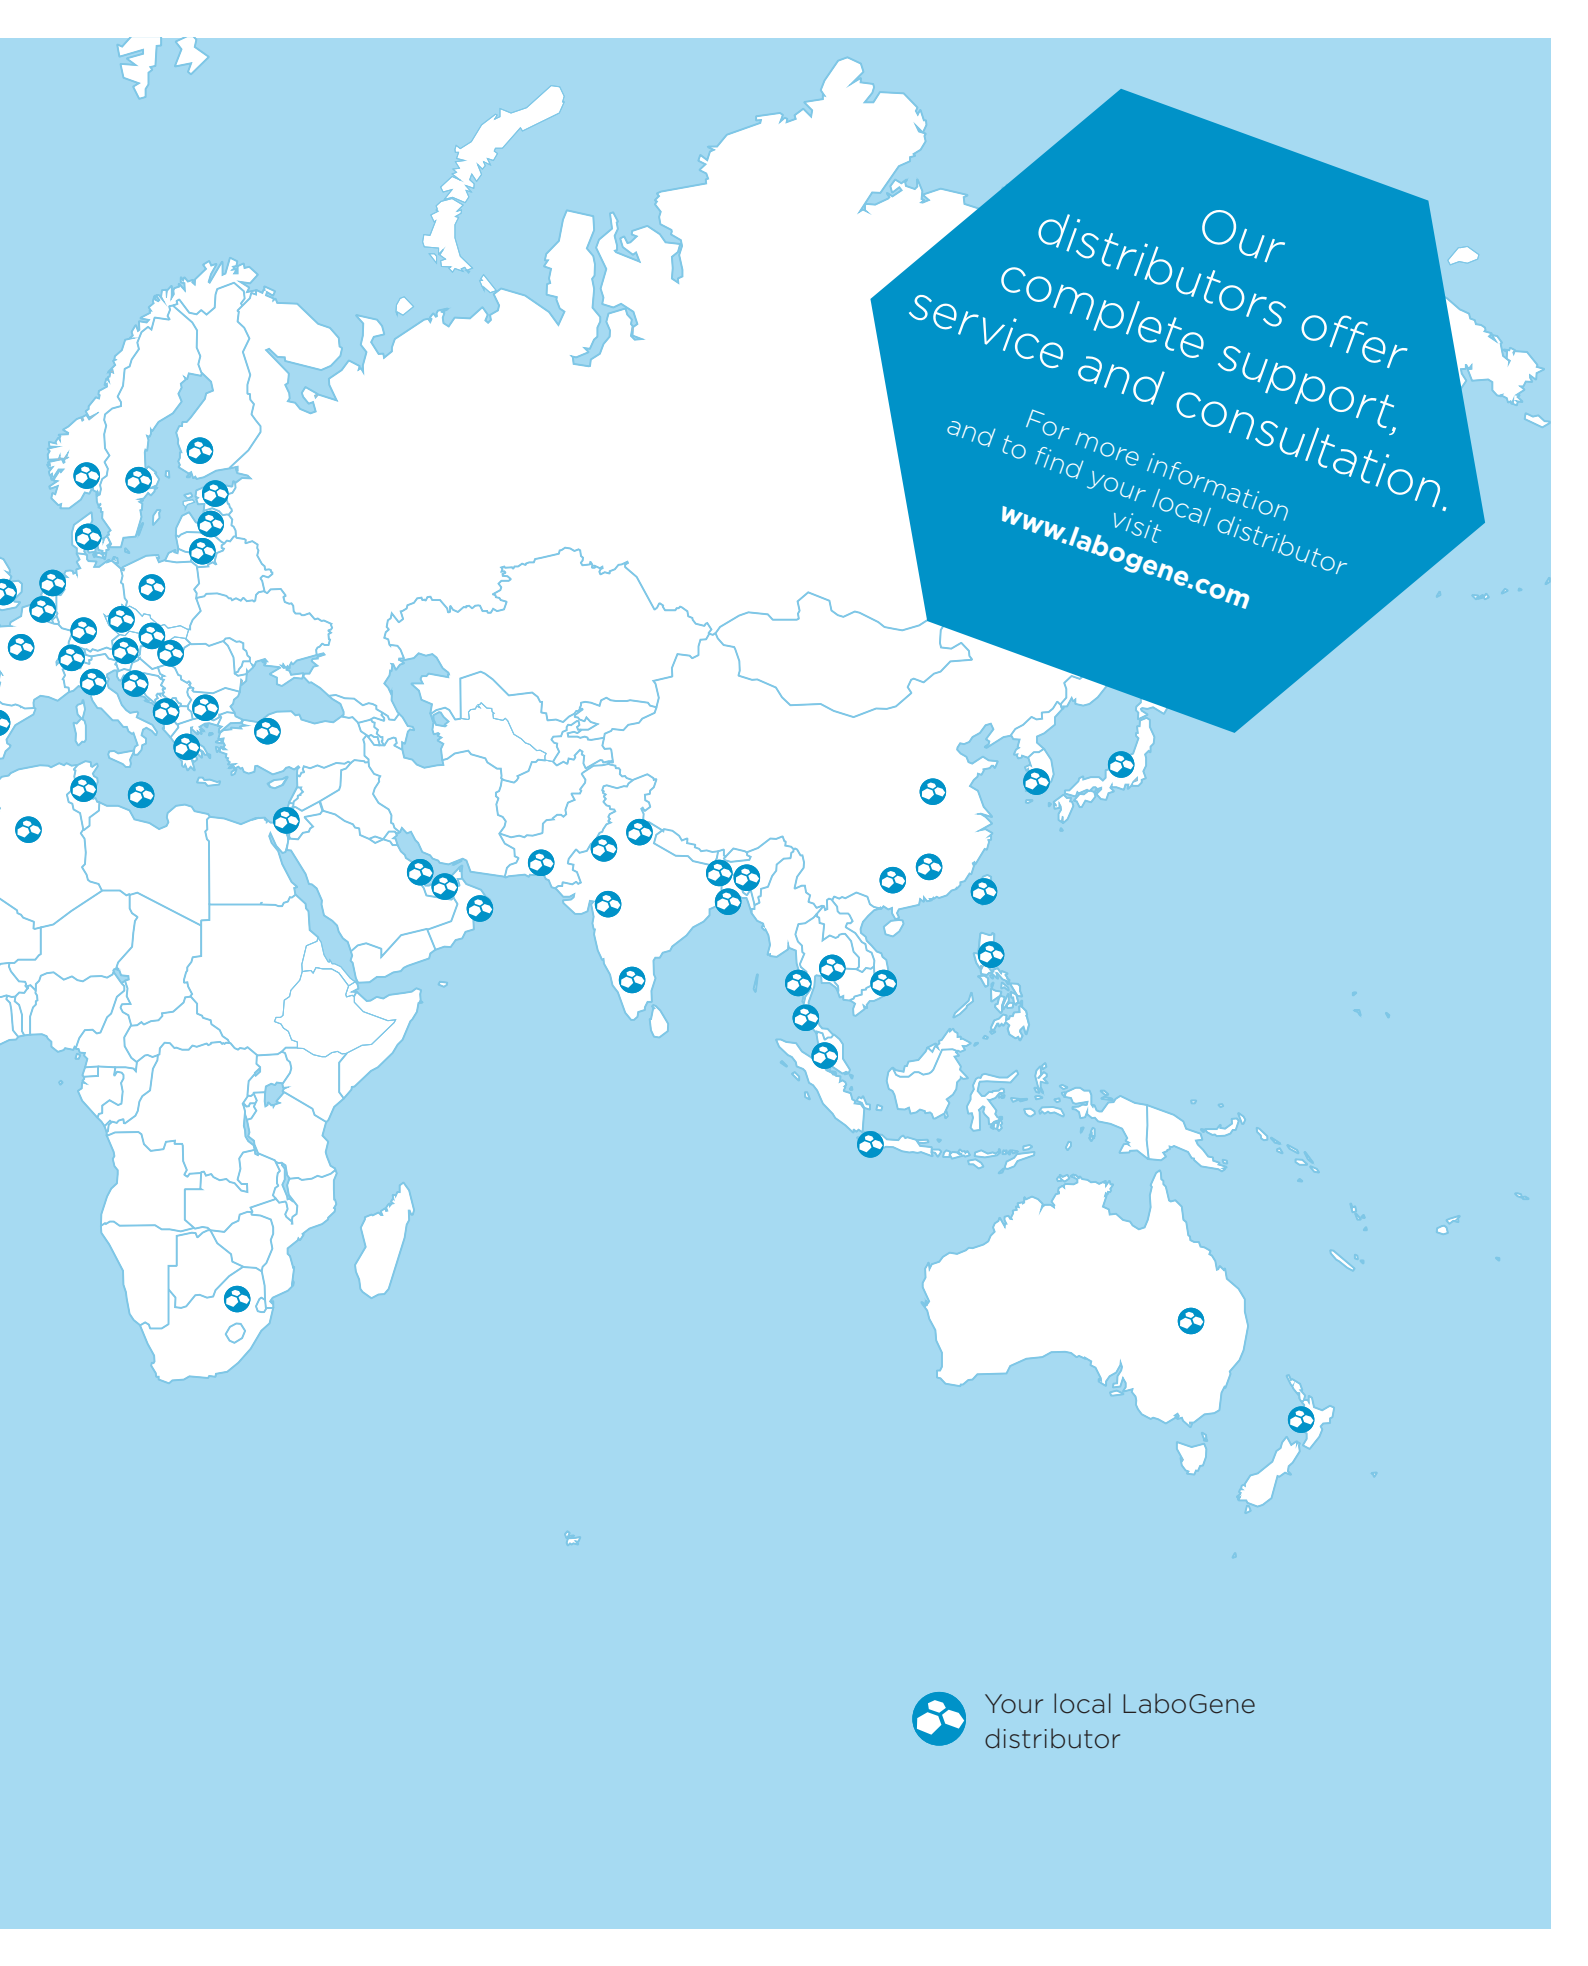 Our
distributors offer
complete support,
service and consultation.
For more information
and to find your local distributor
visit
www.labogene.com
Your local LaboGene
distributor